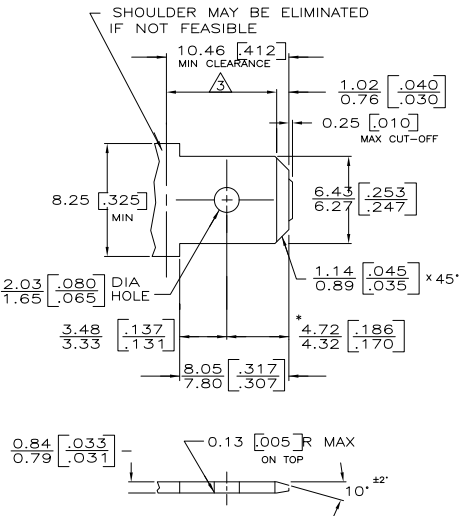 SHOULDER MAY BE ELIMINATED
IF NOT FEASIBLE
10.46 [.412]
MIN CLEARANCE
3
1.02 [.040]
0.76 [.030]
0.25 [.010]
MAX CUT-OFF
8.25 [.325]
MIN
6.43 [.253]
6.27 [.247]
2.03 [.080] DIA
1.65 [.065] HOLE
1.14 [.045] x 45°
0.89 [.035]
3.48 [.137]
3.33 [.131]
* 4.72 [.186]
4.32 [.170]
8.05 [.317]
7.80 [.307]
0.84 [.033]
0.79 [.031]
0.13 [.005] R MAX
ON TOP
10° ±2°